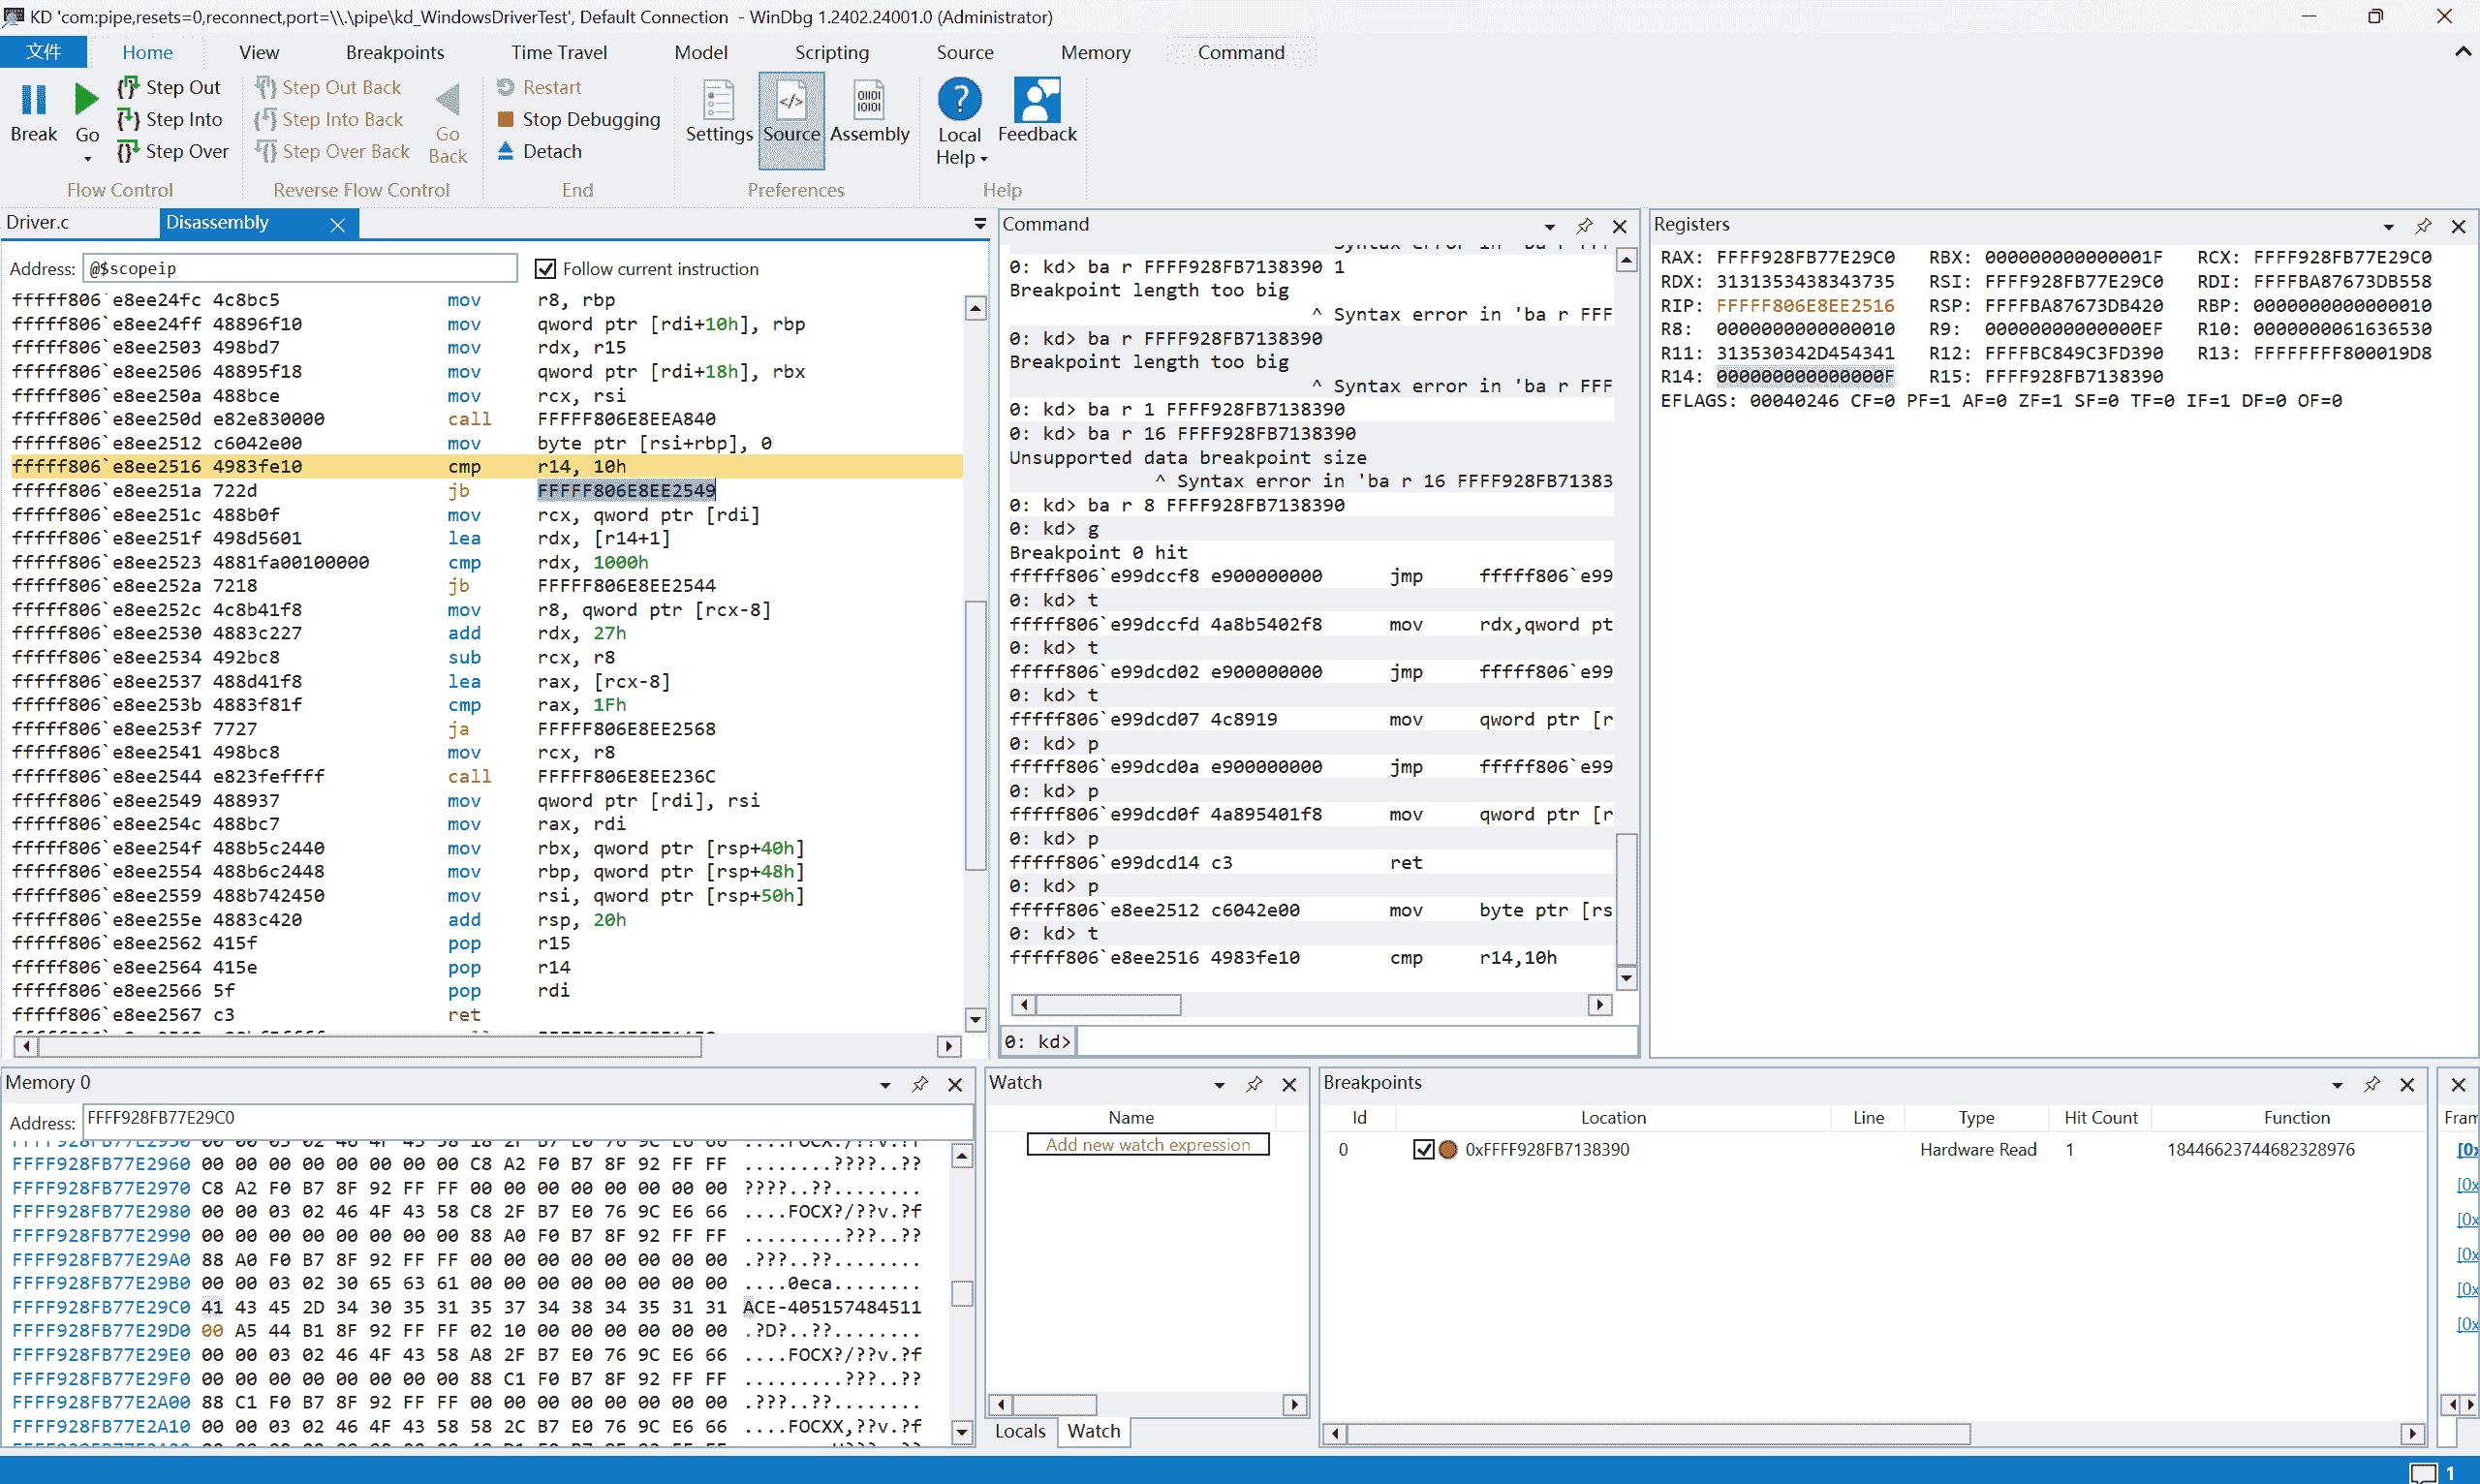 KD 'com:pipe,resets=0,reconnect,port=\\.\pipe\kd_WindowsDriverTest', Default Connection - WinDbg 1.2402.24001.0 (Administrator)
文件 Home View Breakpoints Time Travel Model Scripting Source Memory Command
Break
Go
Step Out
Step Into
Step Over
Flow Control
Step Out Back
Step Into Back
Step Over Back
Go Back
Reverse Flow Control
Restart
Stop Debugging
Detach
End
Settings
Source
Assembly
Preferences
Local Help
Feedback
Help
Driver.c
Disassembly
Address: @$scopeip
Follow current instruction
fffff806`e8ee24fc 4c8bc5 mov r8, rbp
fffff806`e8ee24ff 48896f10 mov qword ptr [rdi+10h], rbp
fffff806`e8ee2503 498bd7 mov rdx, r15
fffff806`e8ee2506 48895f18 mov qword ptr [rdi+18h], rbx
fffff806`e8ee250a 488bce mov rcx, rsi
fffff806`e8ee250d e82e830000 call FFFFF806E8EEA840
fffff806`e8ee2512 c6042e00 mov byte ptr [rsi+rbp], 0
fffff806`e8ee2516 4983fe10 cmp r14, 10h
fffff806`e8ee251a 722d jb FFFFF806E8EE2549
fffff806`e8ee251c 488b0f mov rcx, qword ptr [rdi]
fffff806`e8ee251f 498d5601 lea rdx, [r14+1]
fffff806`e8ee2523 4881fa00100000 cmp rdx, 1000h
fffff806`e8ee252a 7218 jb FFFFF806E8EE2544
fffff806`e8ee252c 4c8b41f8 mov r8, qword ptr [rcx-8]
fffff806`e8ee2530 4883c227 add rdx, 27h
fffff806`e8ee2534 492bc8 sub rcx, r8
fffff806`e8ee2537 488d41f8 lea rax, [rcx-8]
fffff806`e8ee253b 4883f81f cmp rax, 1Fh
fffff806`e8ee253f 7727 ja FFFFF806E8EE2568
fffff806`e8ee2541 498bc8 mov rcx, r8
fffff806`e8ee2544 e823feffff call FFFFF806E8EE236C
fffff806`e8ee2549 488937 mov qword ptr [rdi], rsi
fffff806`e8ee254c 488bc7 mov rax, rdi
fffff806`e8ee254f 488b5c2440 mov rbx, qword ptr [rsp+40h]
fffff806`e8ee2554 488b6c2448 mov rbp, qword ptr [rsp+48h]
fffff806`e8ee2559 488b742450 mov rsi, qword ptr [rsp+50h]
fffff806`e8ee255e 4883c420 add rsp, 20h
fffff806`e8ee2562 415f pop r15
fffff806`e8ee2564 415e pop r14
fffff806`e8ee2566 5f pop rdi
fffff806`e8ee2567 c3 ret
Command
0: kd> ba r FFFF928FB7138390 1
Breakpoint length too big
^ Syntax error in 'ba r FFF
0: kd> ba r FFFF928FB7138390
Breakpoint length too big
^ Syntax error in 'ba r FFF
0: kd> ba r 1 FFFF928FB7138390
0: kd> ba r 16 FFFF928FB7138390
Unsupported data breakpoint size
^ Syntax error in 'ba r 16 FFFF928FB71383
0: kd> ba r 8 FFFF928FB7138390
0: kd> g
Breakpoint 0 hit
fffff806`e99dccf8 e900000000 jmp fffff806`e99
0: kd> t
fffff806`e99dccfd 4a8b5402f8 mov rdx,qword pt
0: kd> t
fffff806`e99dcd02 e900000000 jmp fffff806`e99
0: kd> t
fffff806`e99dcd07 4c8919 mov qword ptr [r
0: kd> p
fffff806`e99dcd0a e900000000 jmp fffff806`e99
0: kd> p
fffff806`e99dcd0f 4a895401f8 mov qword ptr [r
0: kd> p
fffff806`e99dcd14 c3 ret
0: kd> p
fffff806`e8ee2512 c6042e00 mov byte ptr [rs
0: kd> t
fffff806`e8ee2516 4983fe10 cmp r14,10h
0: kd>
Registers
RAX: FFFF928FB77E29C0 RBX: 000000000000001F RCX: FFFF928FB77E29C0
RDX: 3131353438343735 RSI: FFFF928FB77E29C0 RDI: FFFFBA87673DB558
RIP: FFFFF806E8EE2516 RSP: FFFFBA87673DB420 RBP: 0000000000000010
R8: 0000000000000010 R9: 00000000000000EF R10: 0000000061636530
R11: 313530342D454341 R12: FFFFBC849C3FD390 R13: FFFFFFFF800019D8
R14: 000000000000000F R15: FFFF928FB7138390
EFLAGS: 00040246 CF=0 PF=1 AF=0 ZF=1 SF=0 TF=0 IF=1 DF=0 OF=0
Memory 0
Address: FFFF928FB77E29C0
FFFF928FB77E2960 00 00 00 00 00 00 00 00 C8 A2 F0 B7 8F 92 FF FF ........????..??
FFFF928FB77E2970 C8 A2 F0 B7 8F 92 FF FF 00 00 00 00 00 00 00 00 ????..??........
FFFF928FB77E2980 00 00 03 02 46 4F 43 58 C8 2F B7 E0 76 9C E6 66 ....FOCX?/??v.?f
FFFF928FB77E2990 00 00 00 00 00 00 00 00 88 A0 F0 B7 8F 92 FF FF .........???..??
FFFF928FB77E29A0 88 A0 F0 B7 8F 92 FF FF 00 00 00 00 00 00 00 00 .???..??........
FFFF928FB77E29B0 00 00 03 02 30 65 63 61 00 00 00 00 00 00 00 00 ....0eca........
FFFF928FB77E29C0 41 43 45 2D 34 30 35 31 35 37 34 38 34 35 31 31 ACE-405157484511
FFFF928FB77E29D0 00 A5 44 B1 8F 92 FF FF 02 10 00 00 00 00 00 00 .?D?..??........
FFFF928FB77E29E0 00 00 03 02 46 4F 43 58 A8 2F B7 E0 76 9C E6 66 ....FOCX?/??v.?f
FFFF928FB77E29F0 00 00 00 00 00 00 00 00 88 C1 F0 B7 8F 92 FF FF .........???..??
FFFF928FB77E2A00 88 C1 F0 B7 8F 92 FF FF 00 00 00 00 00 00 00 00 .???..??........
FFFF928FB77E2A10 00 00 03 02 46 4F 43 58 58 2C B7 E0 76 9C E6 66 ....FOCXX,??v.?f
Watch
Name
Add new watch expression
Locals Watch
Breakpoints
Id Location Line Type Hit Count Function
0 0xFFFF928FB7138390 Hardware Read 1 18446623744682328976
Fram
[0x
[0x
[0x
[0x
[0x
[0x
1